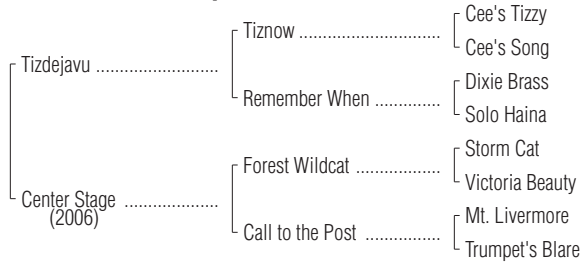 Cee's Tizzy
Tiznow ........................................
Cee's Song
Tizdejavu ..........................
Dixie Brass
Remember When ..................
Solo Haina
Storm Cat
Forest Wildcat .......................
Victoria Beauty
Center Stage ....................
(2006)
Mt. Livermore
Call to the Post .....................
Trumpet's Blare